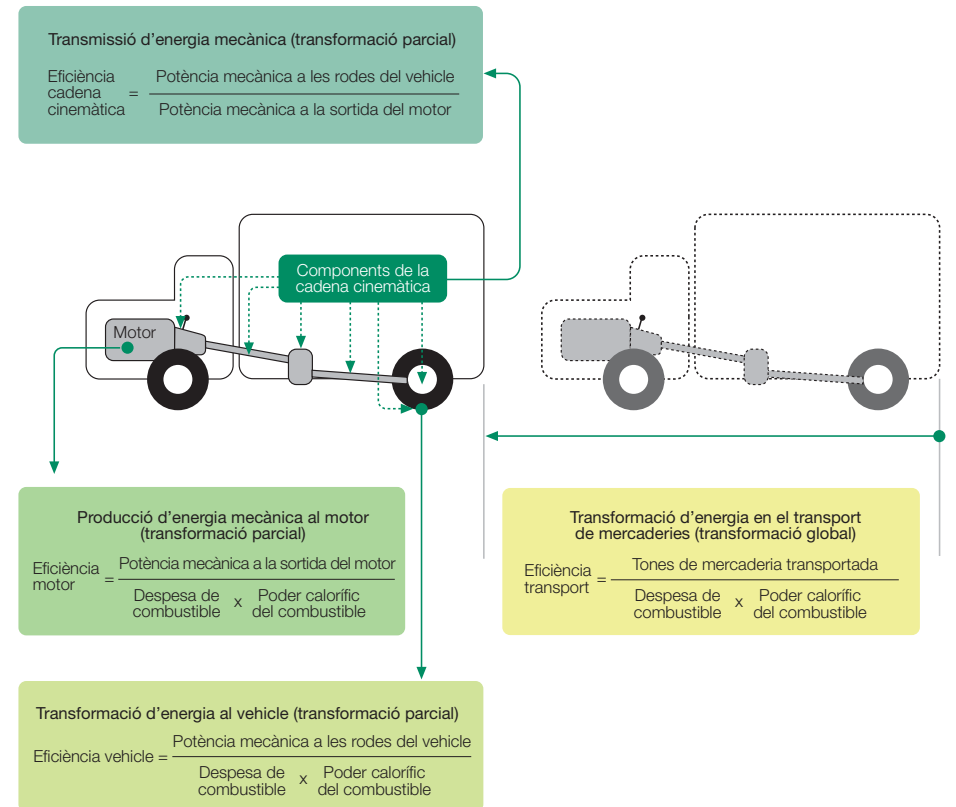 Transmissió d’energia mecànica (transformació parcial)
Eficiència
cadena
cinemàtica
=
Potència mecànica a les rodes del vehicle
Potència mecànica a la sortida del motor
Components de la
cadena cinemàtica
Motor
Producció d’energia mecànica al motor
(transformació parcial)
Eficiència
motor
=
Potència mecànica a la sortida del motor
Despesa de
combustible
x
Poder calorífic
del combustible
Transformació d’energia en el transport
de mercaderies (transformació global)
Eficiència
transport
=
Tones de mercaderia transportada
Despesa de
combustible
x
Poder calorífic
del combustible
Transformació d’energia al vehicle (transformació parcial)
Eficiència vehicle =
Potència mecànica a les rodes del vehicle
Despesa de
combustible
x
Poder calorífic
del combustible